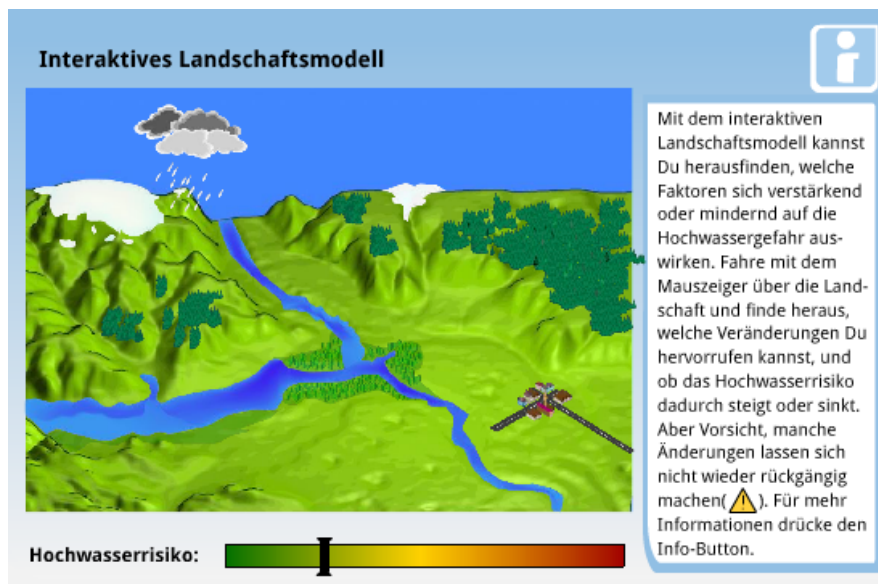 Interaktives Landschaftsmodell
Mit dem interaktiven
Landschaftsmodell kannst
Du herausfinden, welche
Faktoren sich verstärkend
oder mindernd auf die
Hochwassergefahr aus-
wirken. Fahre mit dem
Mauszeiger über die Land-
schaft und finde heraus,
welche Veränderungen Du
hervorrufen kannst, und
ob das Hochwasserrisiko
dadurch steigt oder sinkt.
Aber Vorsicht, manche
Änderungen lassen sich
nicht wieder rückgängig
machen(⚠). Für mehr
Informationen drücke den
Info-Button.
Hochwasserrisiko: